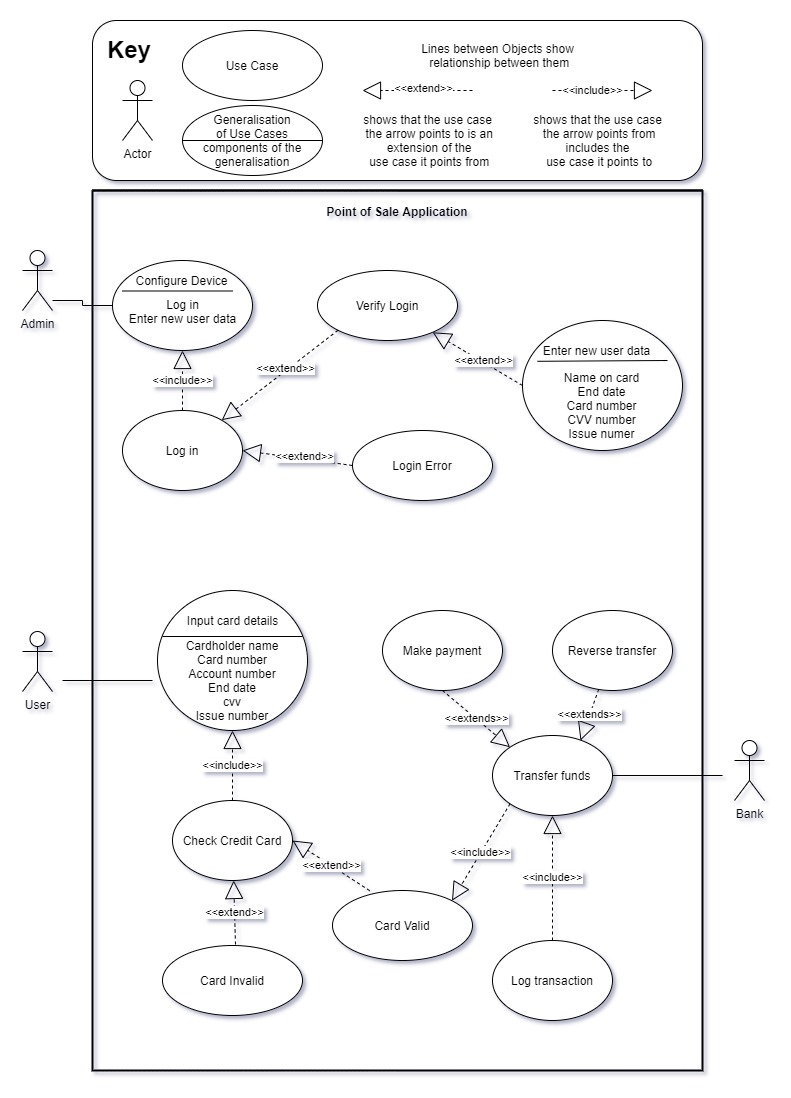 Key
Use Case
Actor
Generalisation
of Use Cases
components of the
generalisation
Lines between Objects show
relationship between them
<<extend>>
shows that the use case
the arrow points to is an
extension of the
use case it points from
<<include>>
shows that the use case
the arrow points from
includes the
use case it points to
Point of Sale Application
Admin
Configure Device
Log in
Enter new user data
Verify Login
<<extend>>
Enter new user data
Name on card
End date
Card number
CVV number
Issue numer
<<extend>>
<<include>>
Log in
<<extend>>
Login Error
User
Input card details
Cardholder name
Card number
Account number
End date
cvv
Issue number
Make payment
Reverse transfer
<<extends>>
<<extends>>
<<include>>
Transfer funds
Bank
Check Credit Card
<<include>>
<<extend>>
<<include>>
<<extend>>
Card Valid
Card Invalid
Log transaction